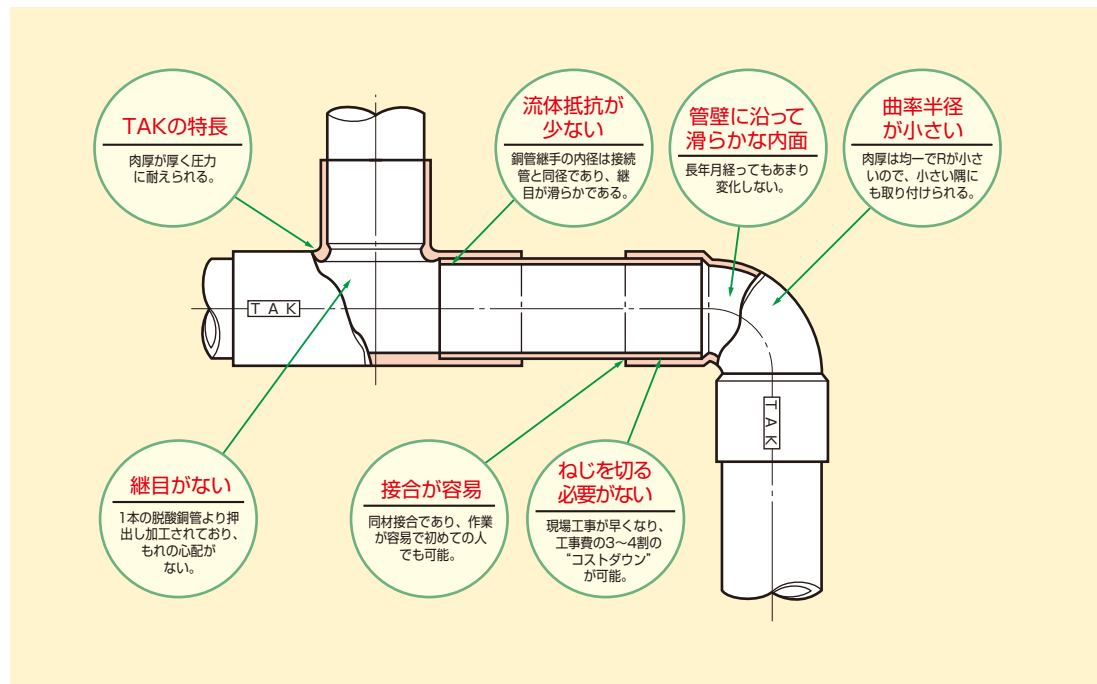 TAKの特長
肉厚が厚く圧力
に耐えられる。
流体抵抗が
少ない
銅管継手の内径は接続
管と同径であり、継
目が滑らかである。
管壁に沿って
滑らかな内面
長年月経ってもあまり
変化しない。
曲率半径
が小さい
肉厚は均一でRが小さ
いので、小さい隅に
も取り付けられる。
TAK
TAK
継目がない
1本の脱酸銅管より押
出し加工されており、
もれの心配が
ない。
接合が容易
同材接合であり、作業
が容易で初めての人
でも可能。
ねじを切る
必要がない
現場工事が早くなり、
工事費の3〜4割の
“コストダウン”
が可能。